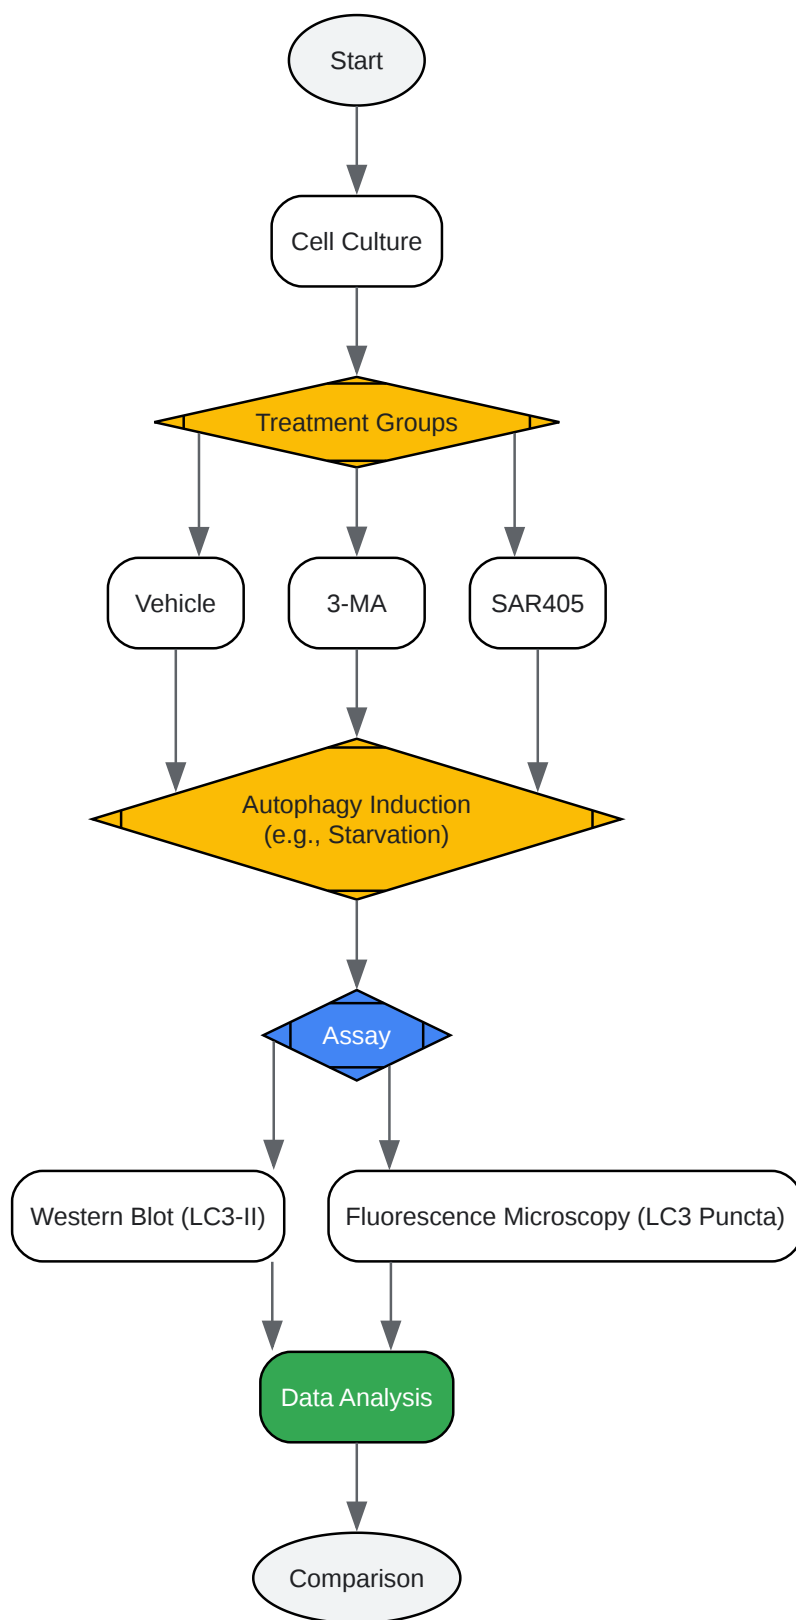 Start
Cell Culture
Treatment Groups
Vehicle
3-MA
SAR405
Autophagy Induction
(e.g., Starvation)
Assay
Western Blot (LC3-II)
Fluorescence Microscopy (LC3 Puncta)
Data Analysis
Comparison